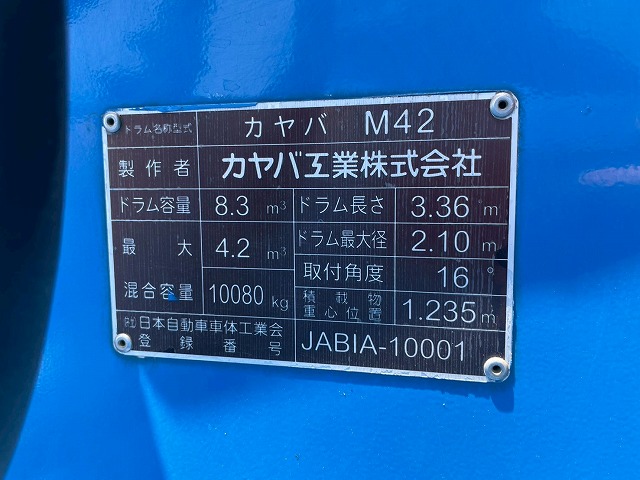 ドラム名称型式 カヤバ M42
製作者 カヤバ工業株式会社
ドラム容量 8.3 m³ ドラム長さ 3.36 m
最大混合容量 4.2 m³ ドラム最大径 2.10 m
10080 kg 取付角度 16°
積載物重心位置 1.235 m
(社)日本自動車車体工業会
登録番号 JABIA-10001